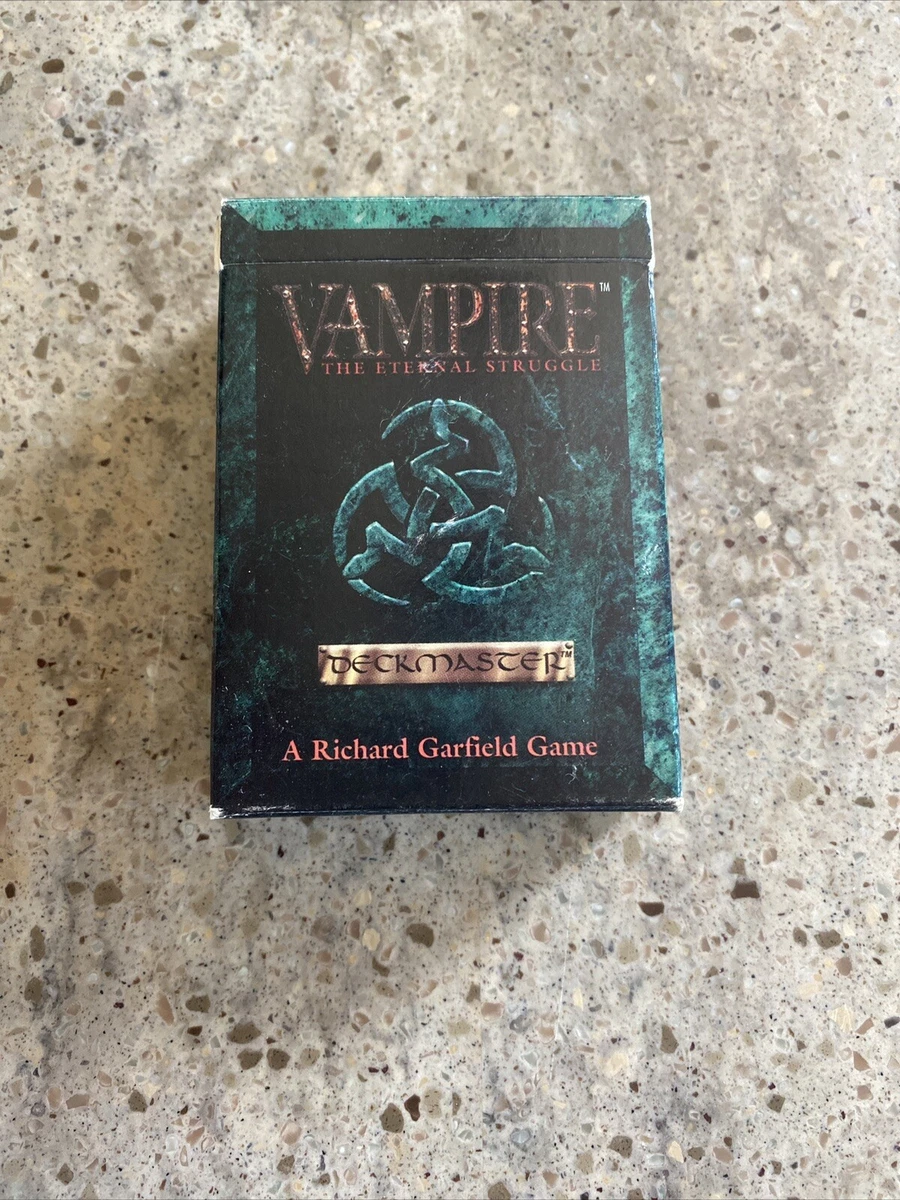 VAMPIRE™
THE ETERNAL STRUGGLE
DECKMASTER™
A Richard Garfield Game